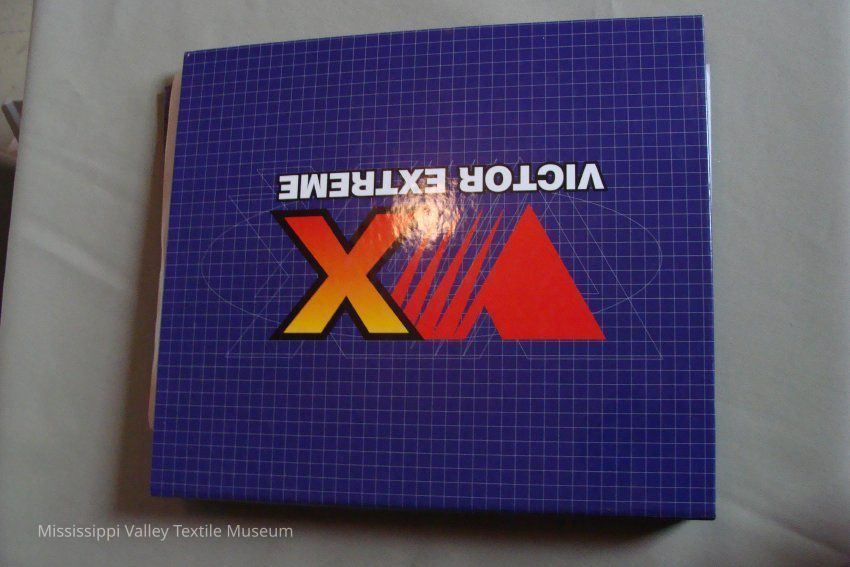 VICTOR EXTREME
VX
Mississippi Valley Textile Museum